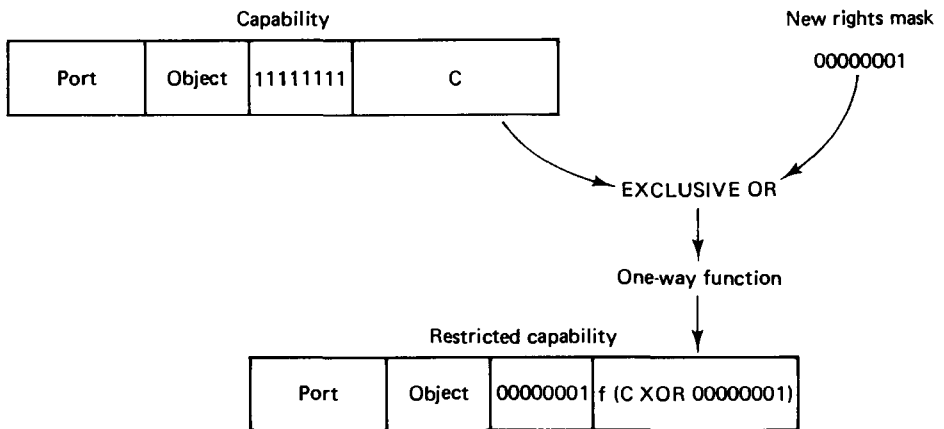 Capability
New rights mask
Port Object 11111111 C
00000001
EXCLUSIVE OR
One-way function
Restricted capability
Port Object 00000001 f (C XOR 00000001)